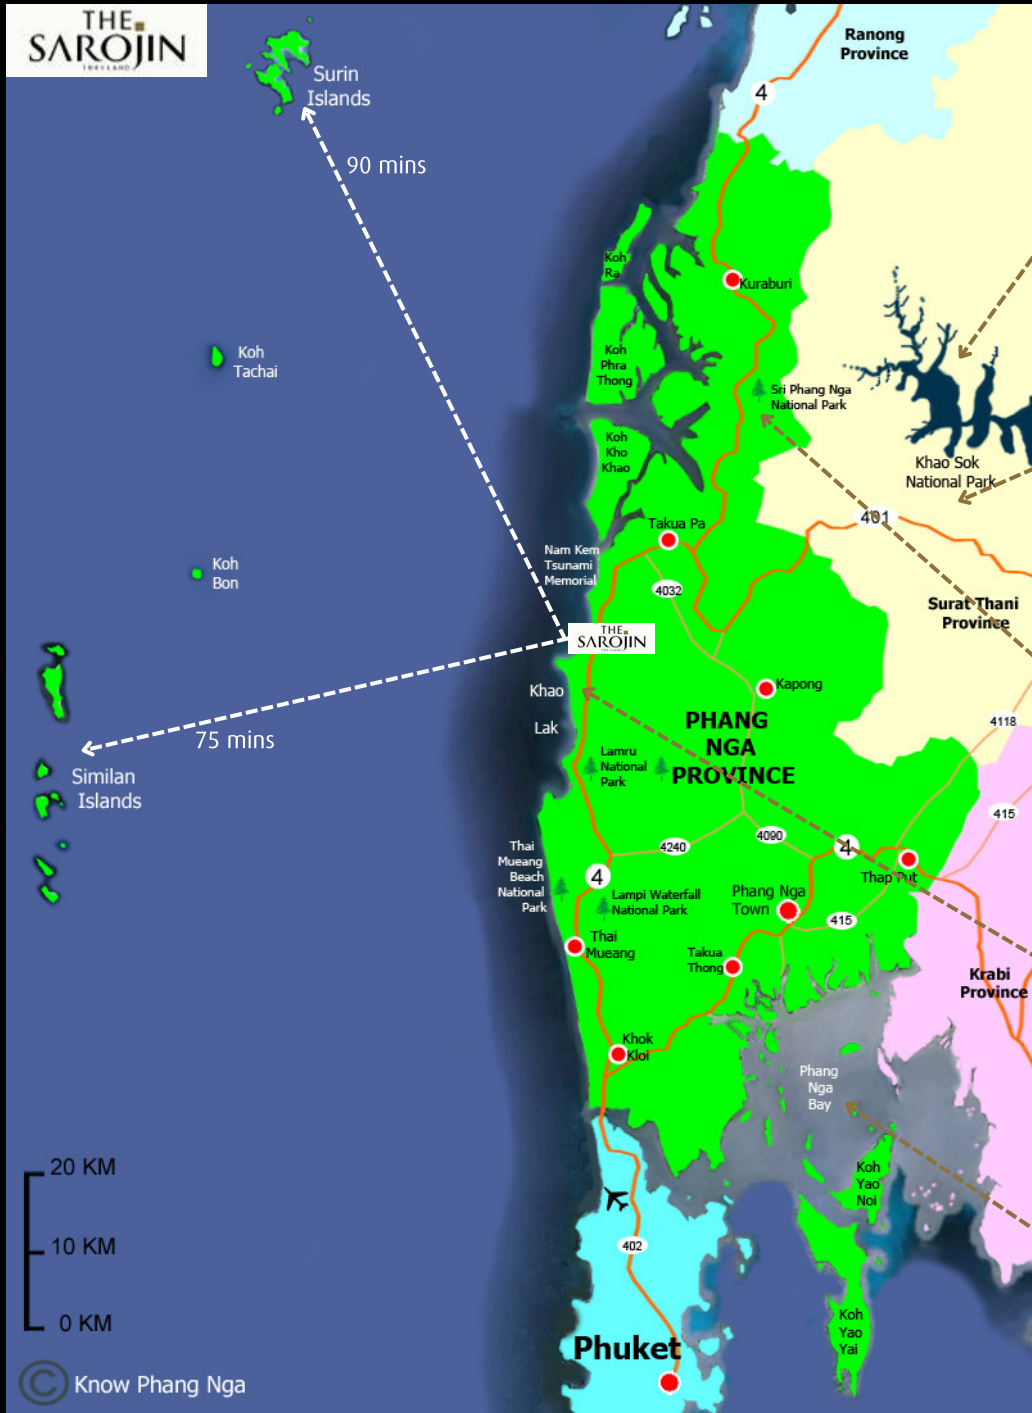 THE
SAROJIN
THAILAND
Surin
Islands
90 mins
Ranong
Province
4
Koh
Ra
Kuraburi
Koh
Tachai
Koh
Phra
Thong
Sri Phang Nga
National Park
Koh
Kho
Khao
Khao Sok
National Park
401
Takua Pa
Nam Kem
Tsunami
Memorial
Koh
Bon
4032
Surat Thani
Province
THE
SAROJIN
THAILAND
Khao
Lak
Kapong
PHANG
NGA
PROVINCE
4118
75 mins
Similan
Islands
Lamru
National
Park
415
4240
4090
4
Thap Put
Thai
Mueang
Beach
National
Park
4
Lampi Waterfall
National Park
Phang Nga
Town
415
Thai
Mueang
Takua
Thong
Krabi
Province
Khok
Kloi
Phang
Nga
Bay
20 KM
10 KM
0 KM
Koh
Yao
Noi
402
Koh
Yao
Yai
Phuket
© Know Phang Nga